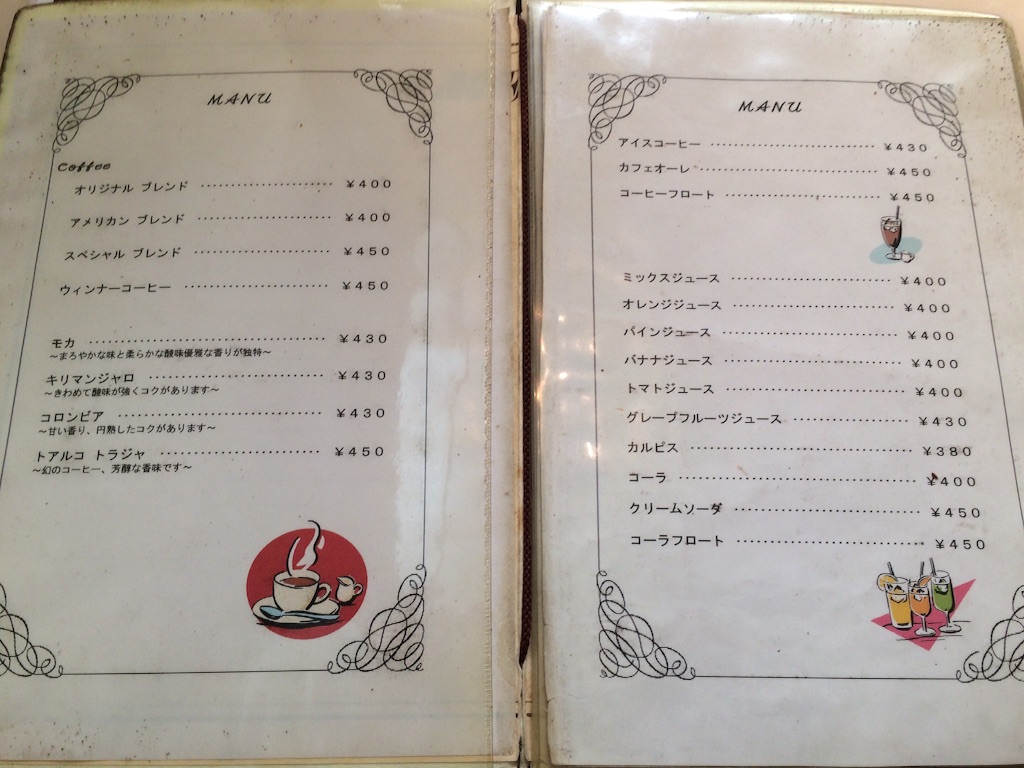 MANU
Coffee
オリジナル ブレンド ¥400
アメリカン ブレンド ¥400
スペシャル ブレンド ¥450
ウィンナーコーヒー ¥450
モカ ¥430
～まろやかな味と柔らかな酸味優雅な香りが独特～
キリマンジャロ ¥430
～きわめて酸味が強くコクがあります～
コロンビア ¥430
～甘い香り、円熟したコクがあります～
トアルコ トラジャ ¥450
～幻のコーヒー、芳醇な香味です～
MANU
アイスコーヒー ¥430
カフェオーレ ¥450
コーヒーフロート ¥450
ミックスジュース ¥400
オレンジジュース ¥400
パインジュース ¥400
バナナジュース ¥400
トマトジュース ¥400
グレープフルーツジュース ¥430
カルピス ¥380
コーラ ¥400
クリームソーダ ¥450
コーラフロート ¥450